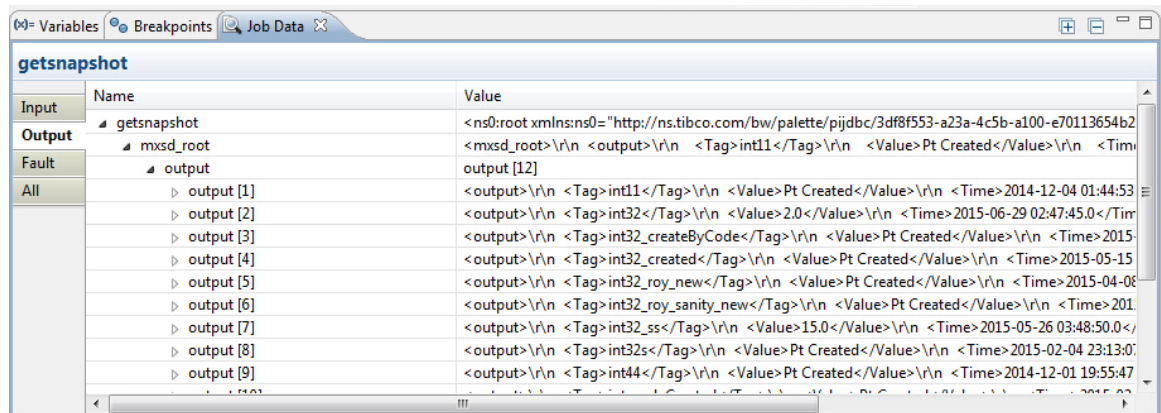 (x)= Variables Breakpoints Job Data
getsnapshot
Input
Output
Fault
All
Name Value
getsnapshot <ns0:root xmlns:ns0="http://ns.tibco.com/bw/palette/pijdbc/3df8f553-a23a-4c5b-a100-e70113654b2
mxsd_root <mxsd_root>\r\n <output>\r\n <Tag>int11</Tag>\r\n <Value>Pt Created</Value>\r\n <Tim
output output [12]
output [1] <output>\r\n <Tag>int11</Tag>\r\n <Value>Pt Created</Value>\r\n <Time>2014-12-04 01:44:53
output [2] <output>\r\n <Tag>int32</Tag>\r\n <Value>2.0</Value>\r\n <Time>2015-06-29 02:47:45.0</Tim
output [3] <output>\r\n <Tag>int32_createByCode</Tag>\r\n <Value>Pt Created</Value>\r\n <Time>2015-
output [4] <output>\r\n <Tag>int32_created</Tag>\r\n <Value>Pt Created</Value>\r\n <Time>2015-05-15
output [5] <output>\r\n <Tag>int32_roy_new</Tag>\r\n <Value>Pt Created</Value>\r\n <Time>2015-04-08
output [6] <output>\r\n <Tag>int32_roy_sanity_new</Tag>\r\n <Value>Pt Created</Value>\r\n <Time>201
output [7] <output>\r\n <Tag>int32_ss</Tag>\r\n <Value>15.0</Value>\r\n <Time>2015-05-26 03:48:50.0</
output [8] <output>\r\n <Tag>int32s</Tag>\r\n <Value>Pt Created</Value>\r\n <Time>2015-02-04 23:13:07
output [9] <output>\r\n <Tag>int44</Tag>\r\n <Value>Pt Created</Value>\r\n <Time>2014-12-01 19:55:47